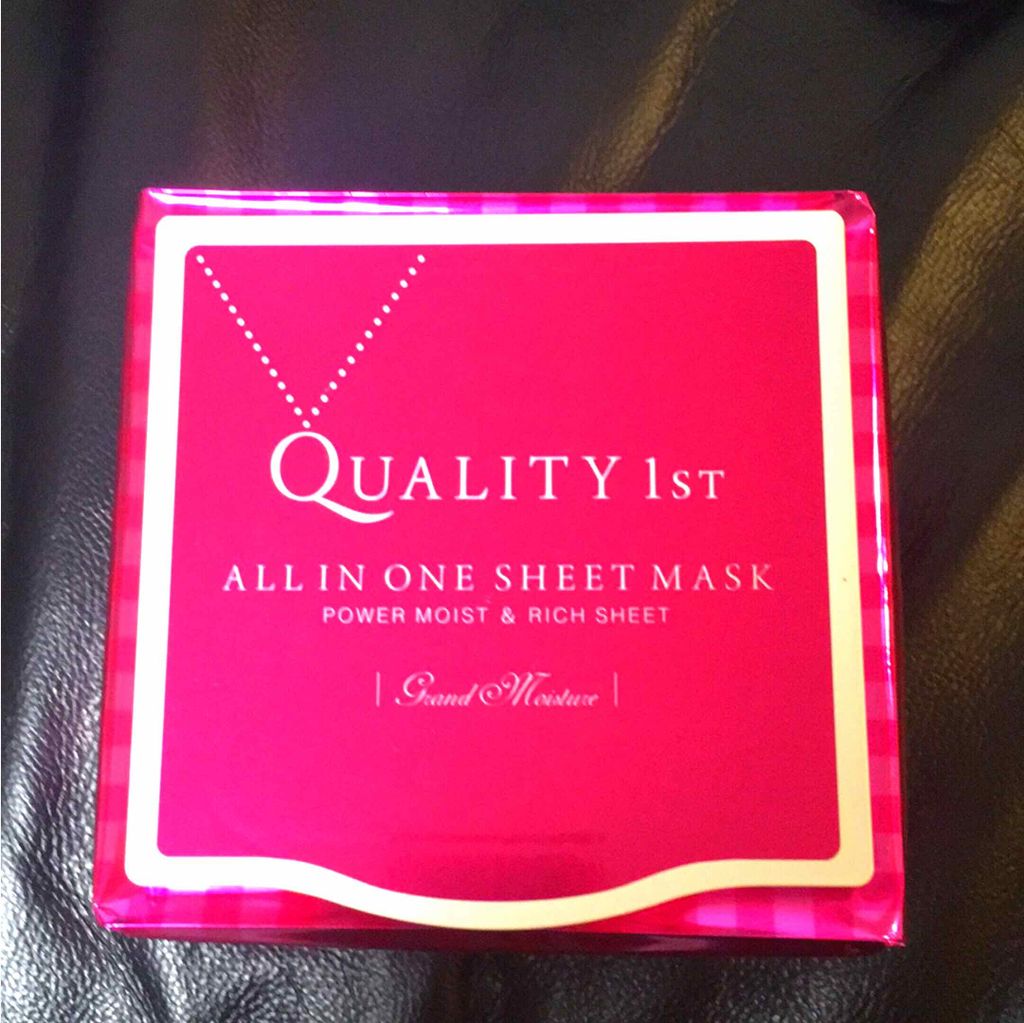 QUALITY 1ST
ALL IN ONE SHEET MASK
POWER MOIST & RICH SHEET
| Grand Moisture |